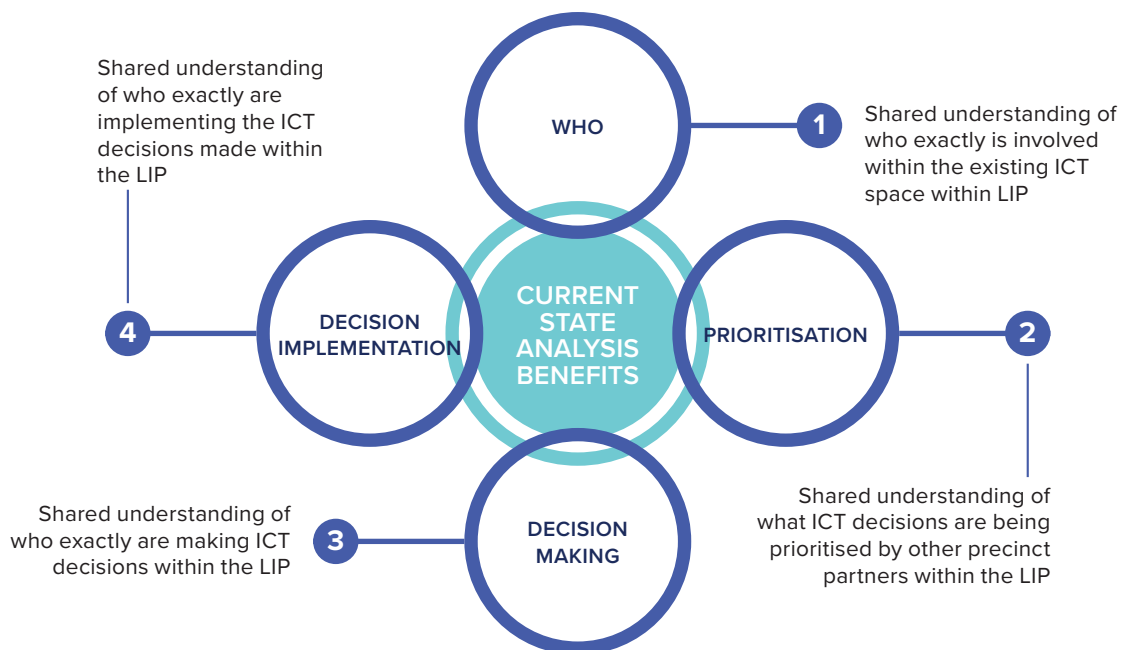 CURRENT
STATE
ANALYSIS
BENEFITS
WHO
1
Shared understanding of
who exactly is involved
within the existing ICT
space within LIP
PRIORITISATION
2
Shared understanding of
what ICT decisions are being
prioritised by other precinct
partners within the LIP
DECISION
MAKING
3
Shared understanding of
who exactly are making ICT
decisions within the LIP
DECISION
IMPLEMENTATION
4
Shared understanding
of who exactly are
implementing the ICT
decisions made within
the LIP